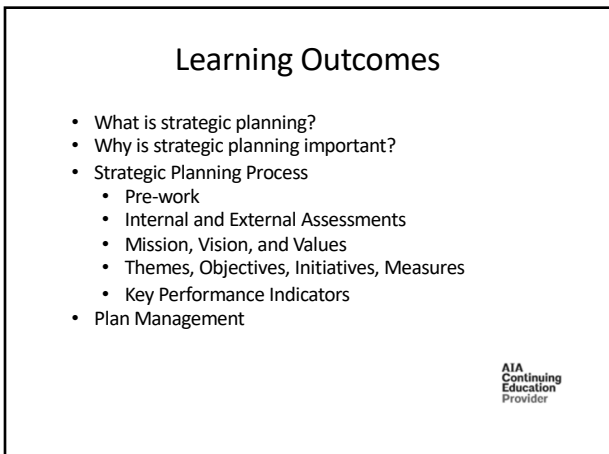 Learning Outcomes
• What is strategic planning?
• Why is strategic planning important?
• Strategic Planning Process
• Pre-work
• Internal and External Assessments
• Mission, Vision, and Values
• Themes, Objectives, Initiatives, Measures
• Key Performance Indicators
• Plan Management
AIA
Continuing
Education
Provider